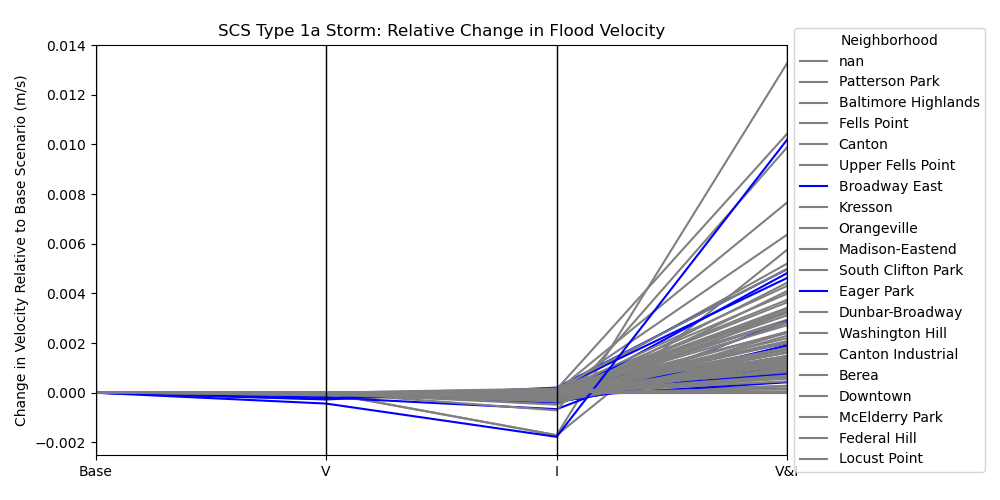 SCS Type 1a Storm: Relative Change in Flood Velocity
Change in Velocity Relative to Base Scenario (m/s)
0.014
0.012
0.010
0.008
0.006
0.004
0.002
0.000
−0.002
Base
V
I
V&I
Neighborhood
nan
Patterson Park
Baltimore Highlands
Fells Point
Canton
Upper Fells Point
Broadway East
Kresson
Orangeville
Madison-Eastend
South Clifton Park
Eager Park
Dunbar-Broadway
Washington Hill
Canton Industrial
Berea
Downtown
McElderry Park
Federal Hill
Locust Point